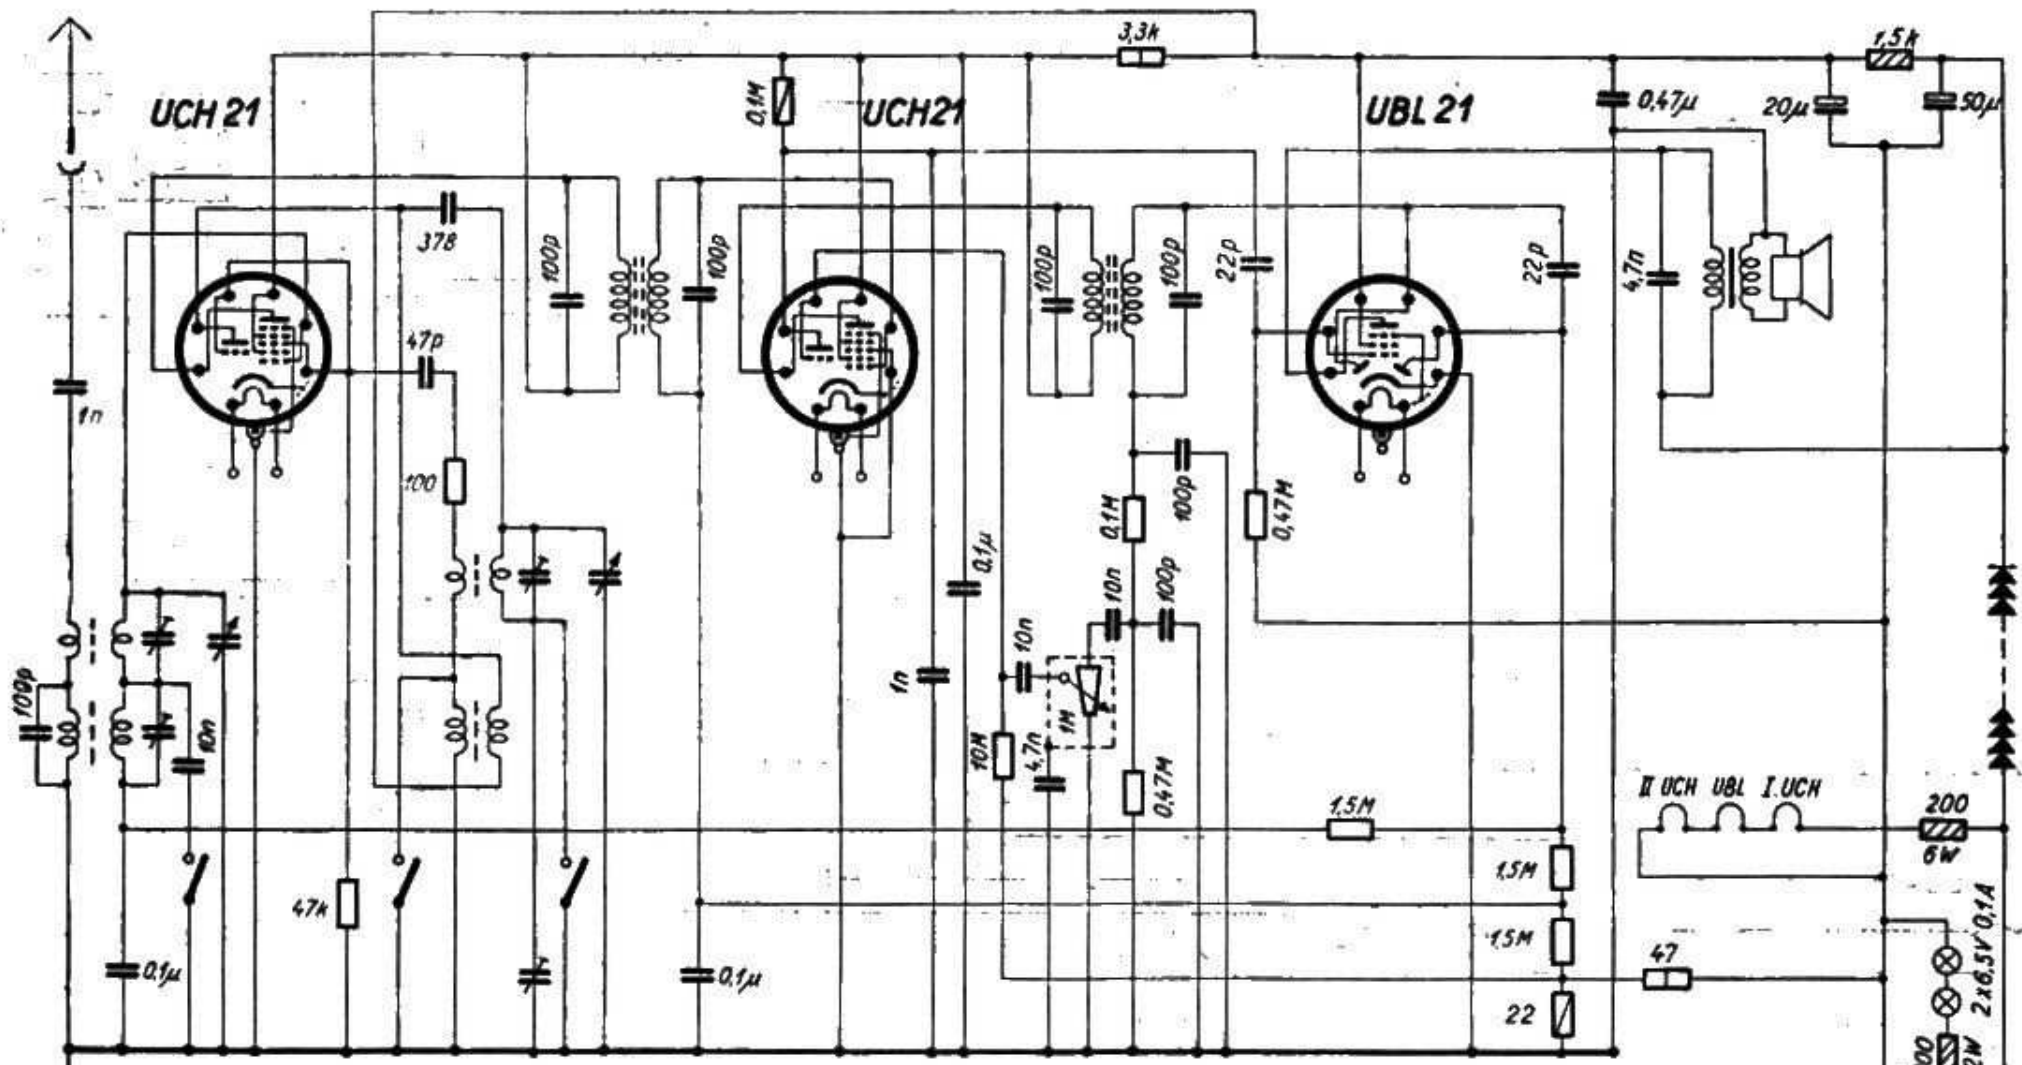 3,3k
1,5k
UCH 21
0,1M
UCH21
UBL 21
0,47µ
20µ
50µ
378
100p
100p
100p
100p
22p
22p
4,7n
47p
1n
100
0,1M
100p
0,47M
0,1µ
10n
100p
10n
1n
100p
10n
10M
4,7n
1M
0,47M
1,5M
II UCH UBL I.UCH
200
6W
47k
1,5M
1,5M
47
2x6,5V 0,1A
0,1µ
0,1µ
22
00
2W